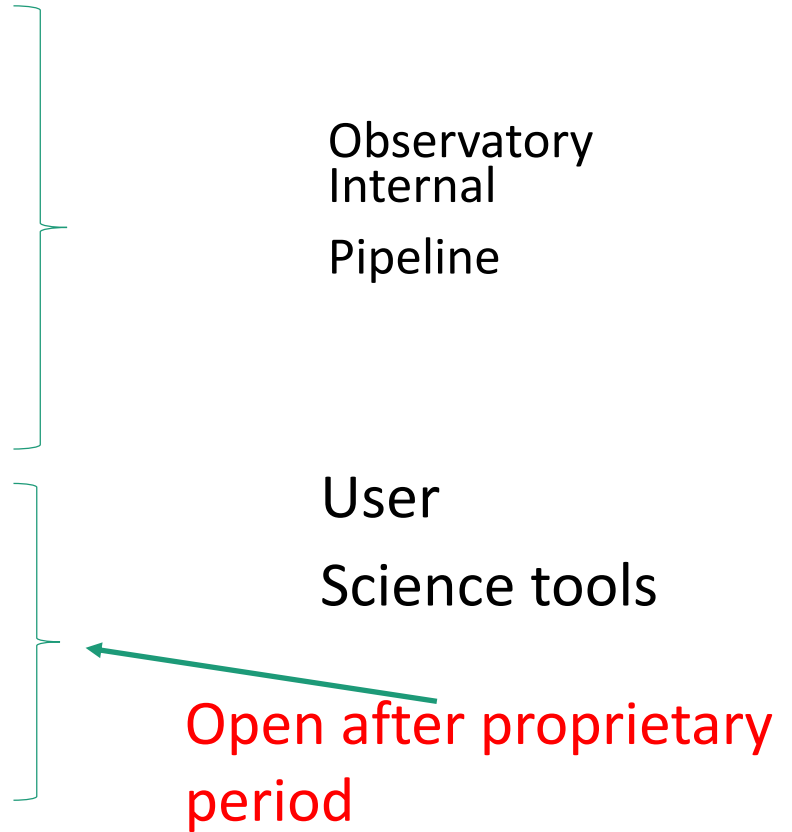 Observatory
Internal
Pipeline
User
Science tools
Open after proprietary
period